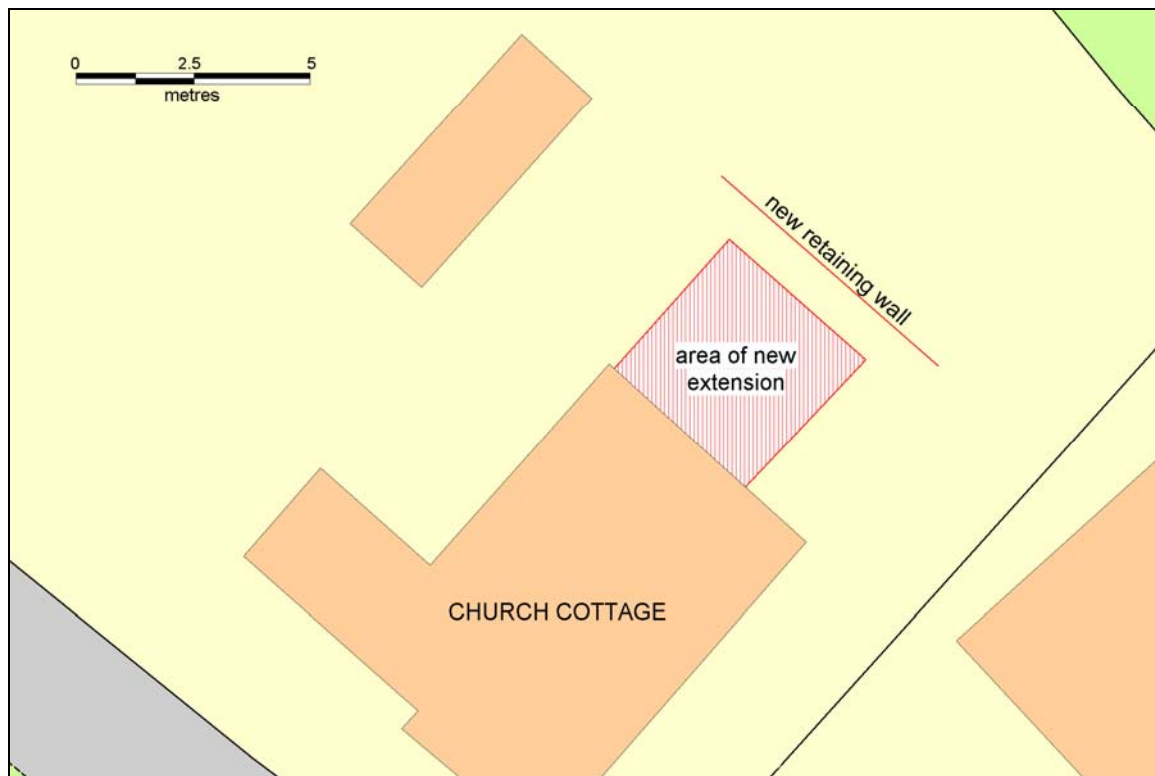 0 2.5 5
metres
new retaining wall
area of new
extension
CHURCH COTTAGE